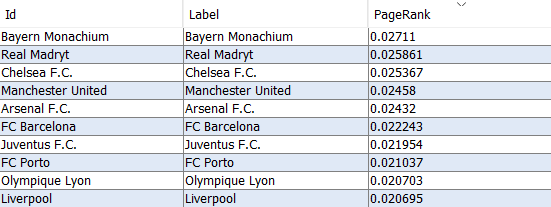 Id Label PageRank
Bayern Monachium Bayern Monachium 0.02711
Real Madryt Real Madryt 0.025861
Chelsea F.C. Chelsea F.C. 0.025367
Manchester United Manchester United 0.02458
Arsenal F.C. Arsenal F.C. 0.02432
FC Barcelona FC Barcelona 0.022243
Juventus F.C. Juventus F.C. 0.021954
FC Porto FC Porto 0.021037
Olympique Lyon Olympique Lyon 0.020703
Liverpool Liverpool 0.020695